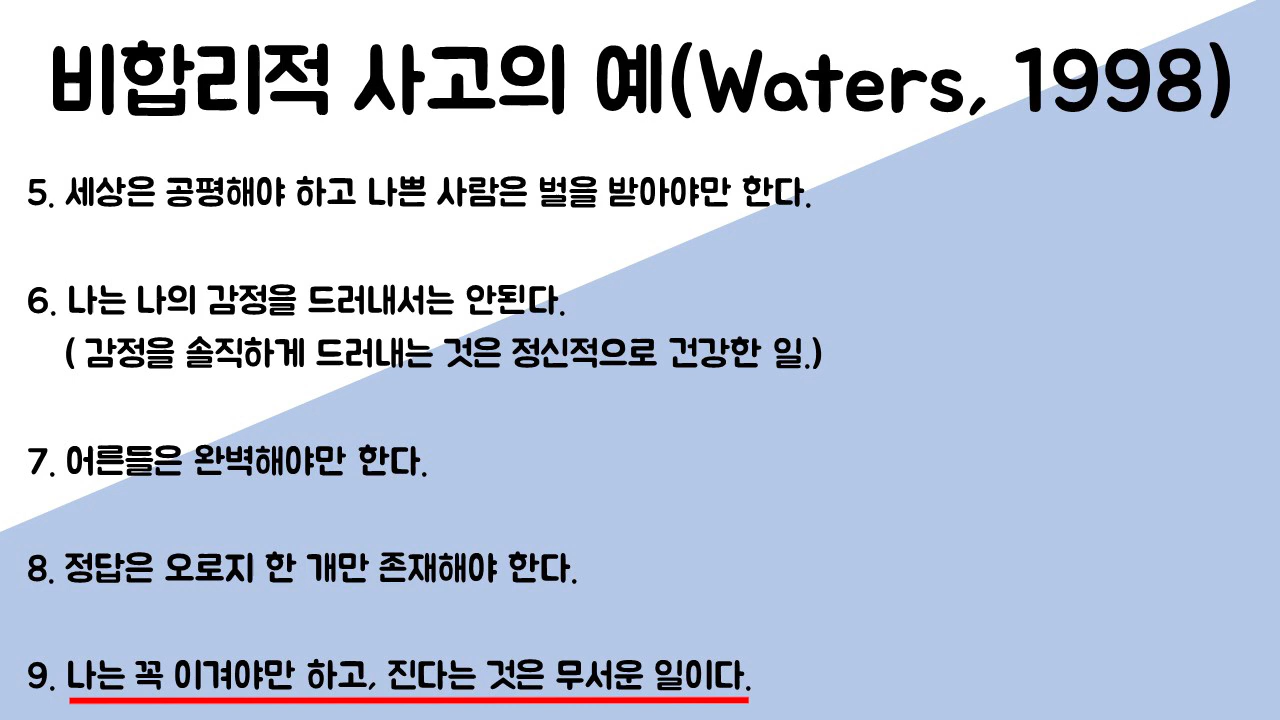 비합리적 사고의 예(Waters, 1998)
5. 세상은 공평해야 하고 나쁜 사람은 벌을 받아야만 한다.
6. 나는 나의 감정을 드러내서는 안된다.
( 감정을 솔직하게 드러내는 것은 정신적으로 건강한 일.)
7. 어른들은 완벽해야만 한다.
8. 정답은 오로지 한 개만 존재해야 한다.
9. 나는 꼭 이겨야만 하고, 진다는 것은 무서운 일이다.